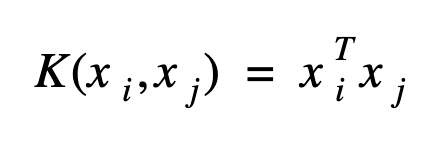 K(x_i, x_j) = x_i^T x_j